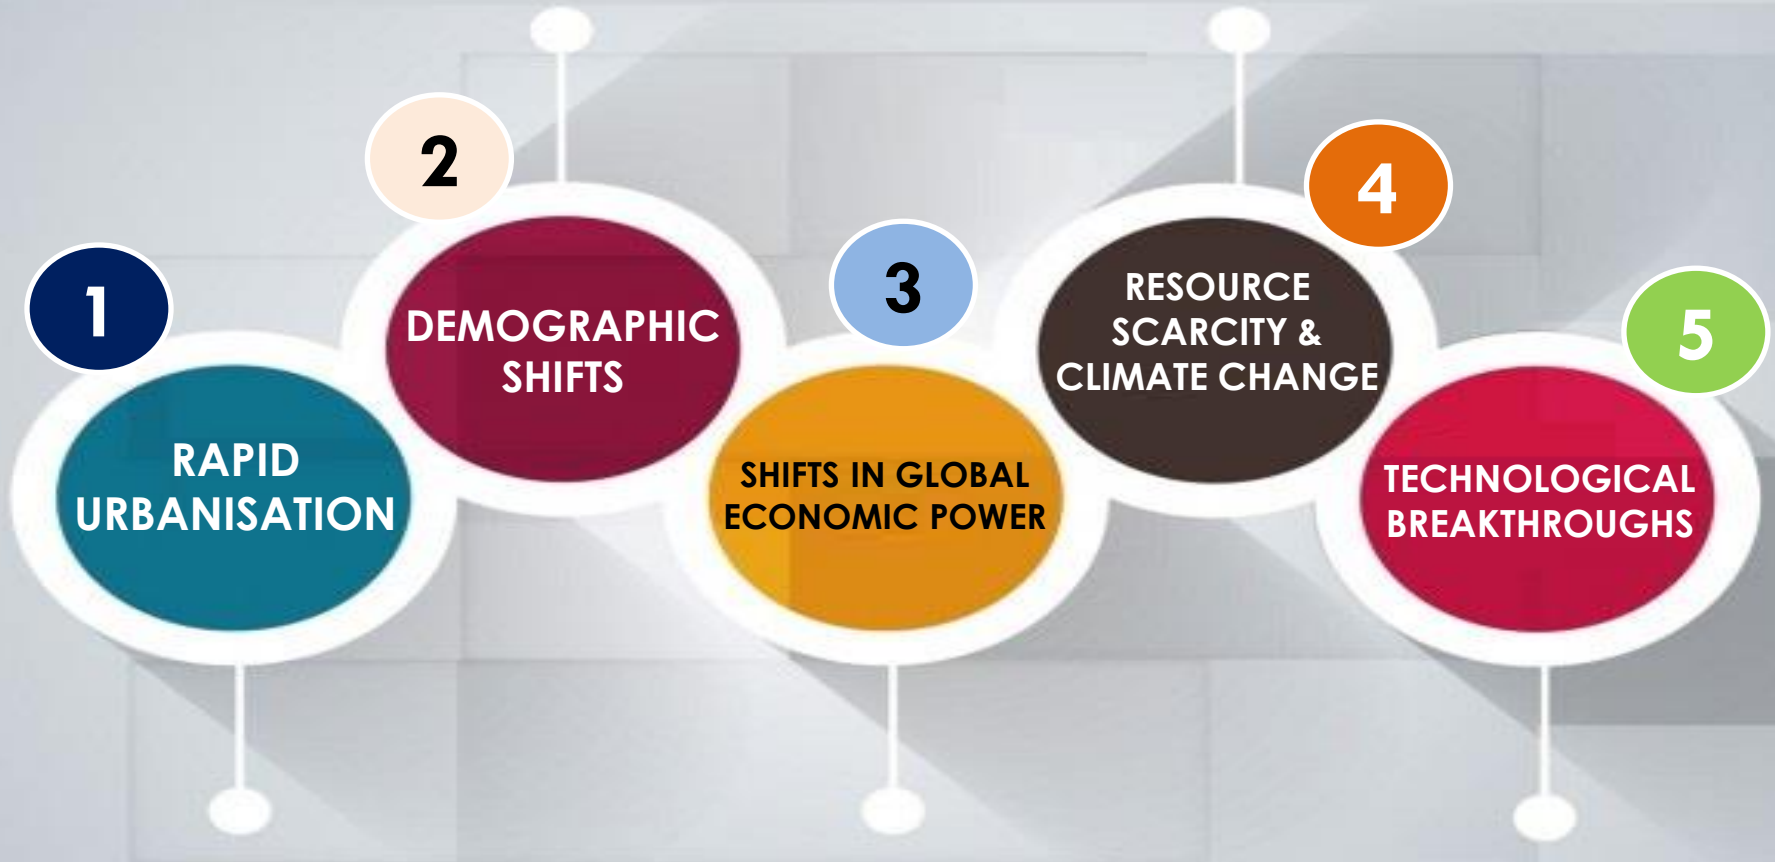 1
RAPID
URBANISATION
2
DEMOGRAPHIC
SHIFTS
3
SHIFTS IN GLOBAL
ECONOMIC POWER
4
RESOURCE
SCARCITY &
CLIMATE CHANGE
5
TECHNOLOGICAL
BREAKTHROUGHS